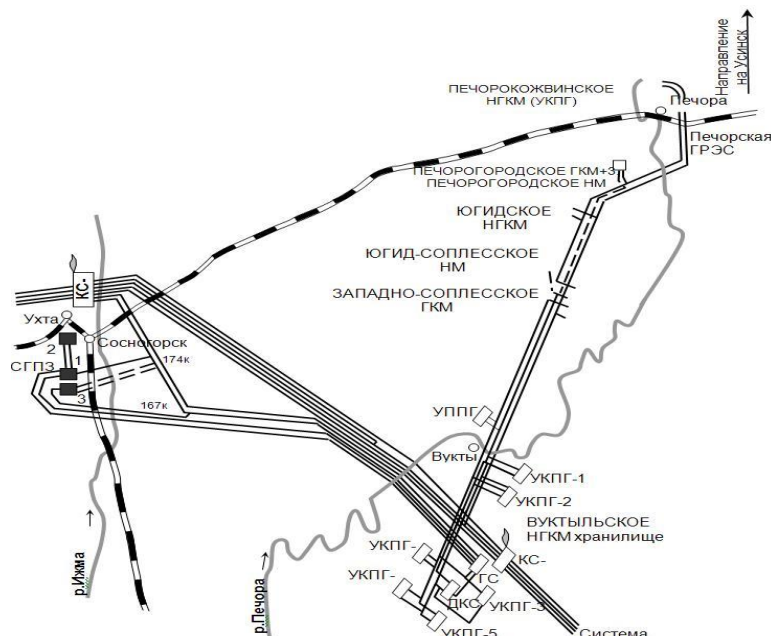 Направление
на Усинск
ПЕЧОРОКОЖВИНСКОЕ
НГКМ (УКПГ)
Печора
Печорская
ГРЭС
ПЕЧОРОГОРОДСКОЕ ГКМ+З
ПЕЧОРОГОРОДСКОЕ НМ
ЮГИДСКОЕ
НГКМ
ЮГИД-СОПЛЕССКОЕ
НМ
ЗАПАДНО-СОПЛЕССКОЕ
ГКМ
КС-
Ухта
Сосногорск
2
1
174к
СГПЗ
3
167к
УППГ
Вукты
УКПГ-1
УКПГ-2
ВУКТЫЛЬСКОЕ
НГКМ хранилище
КС-
УКПГ-
ГС
УКПГ-
ДКС
УКПГ-3
УКПГ-5
Система
р.Ижма
р.Печора